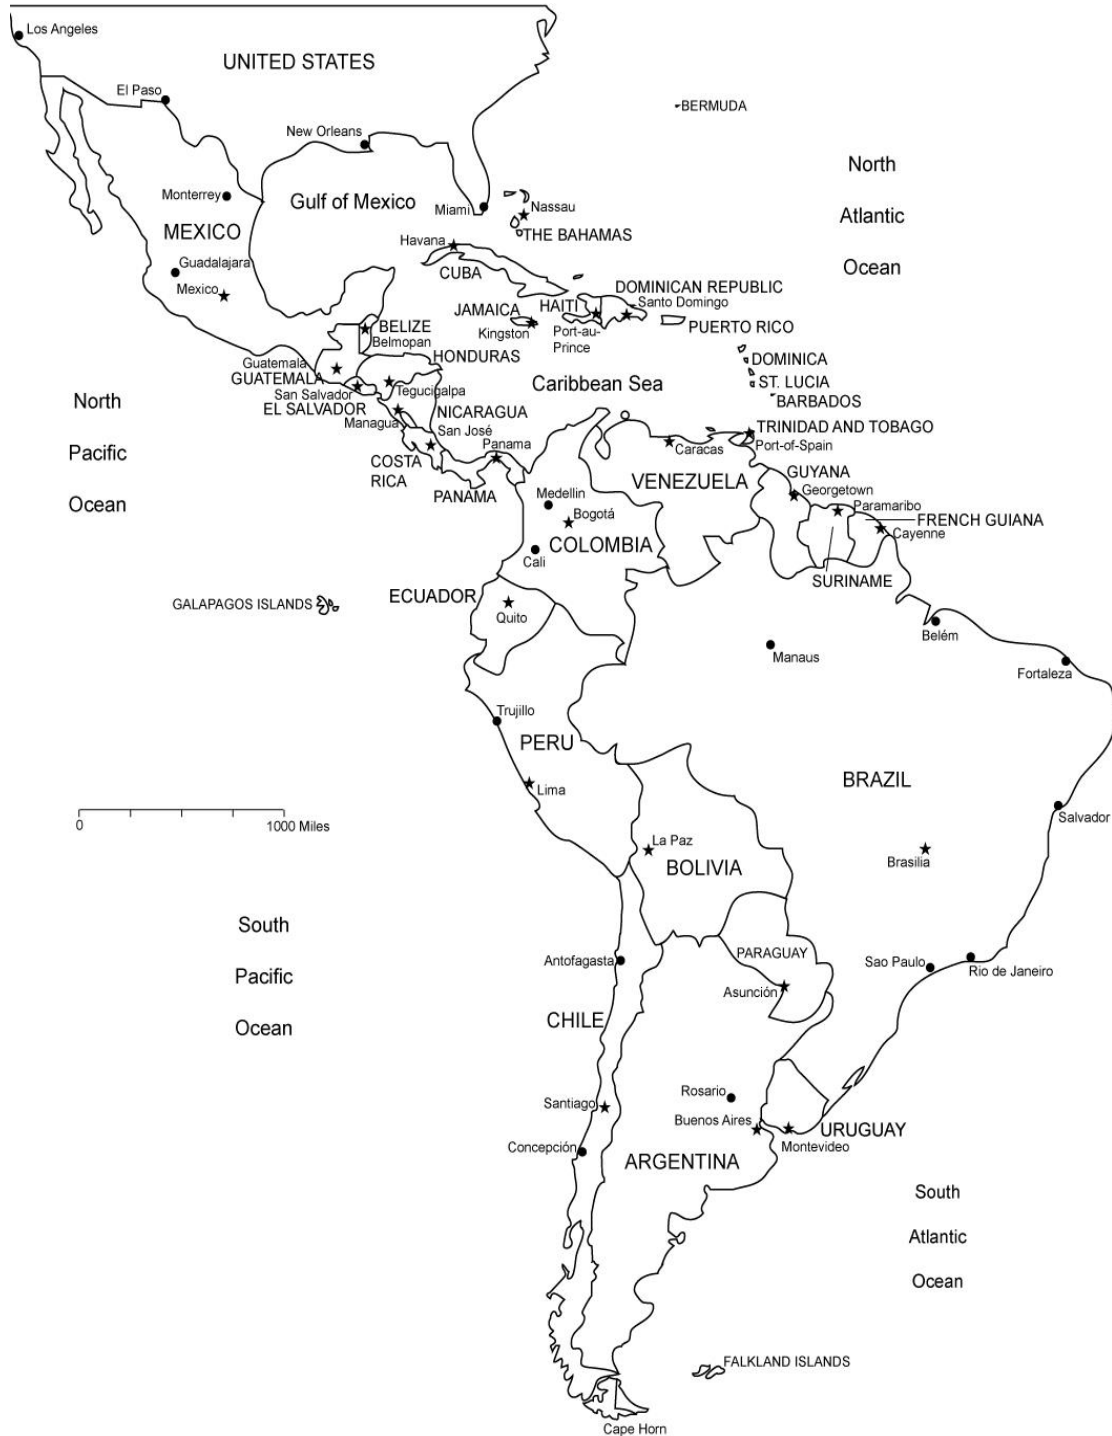 Los Angeles
UNITED STATES
El Paso
BERMUDA
New Orleans
North
Atlantic
Ocean
Monterrey
Gulf of Mexico
Miami
Nassau
MEXICO
THE BAHAMAS
Havana
Guadalajara
CUBA
Mexico
DOMINICAN REPUBLIC
Santo Domingo
HAITI
JAMAICA
Kingston
Port-au-
Prince
PUERTO RICO
BELIZE
Belmopan
HONDURAS
DOMINICA
Guatemala
GUATEMALA
Caribbean Sea
ST. LUCIA
San Salvador
Tegucigalpa
BARBADOS
EL SALVADOR
NICARAGUA
Managua
San José
TRINIDAD AND TOBAGO
Port-of-Spain
North
Pacific
Ocean
Panama
Caracas
COSTA
RICA
PANAMA
VENEZUELA
GUYANA
Georgetown
Medellin
Paramaribo
Bogotá
FRENCH GUIANA
Cayenne
COLOMBIA
Cali
SURINAME
ECUADOR
GALAPAGOS ISLANDS
Quito
Belém
Manaus
Fortaleza
Trujillo
PERU
BRAZIL
Lima
0
1000 Miles
Salvador
La Paz
BOLIVIA
Brasilia
South
Pacific
Ocean
PARAGUAY
Antofagasta
Sao Paulo
Rio de Janeiro
Asunción
CHILE
Rosario
Santiago
Buenos Aires
URUGUAY
Montevideo
Concepción
ARGENTINA
South
Atlantic
Ocean
FALKLAND ISLANDS
Cape Horn